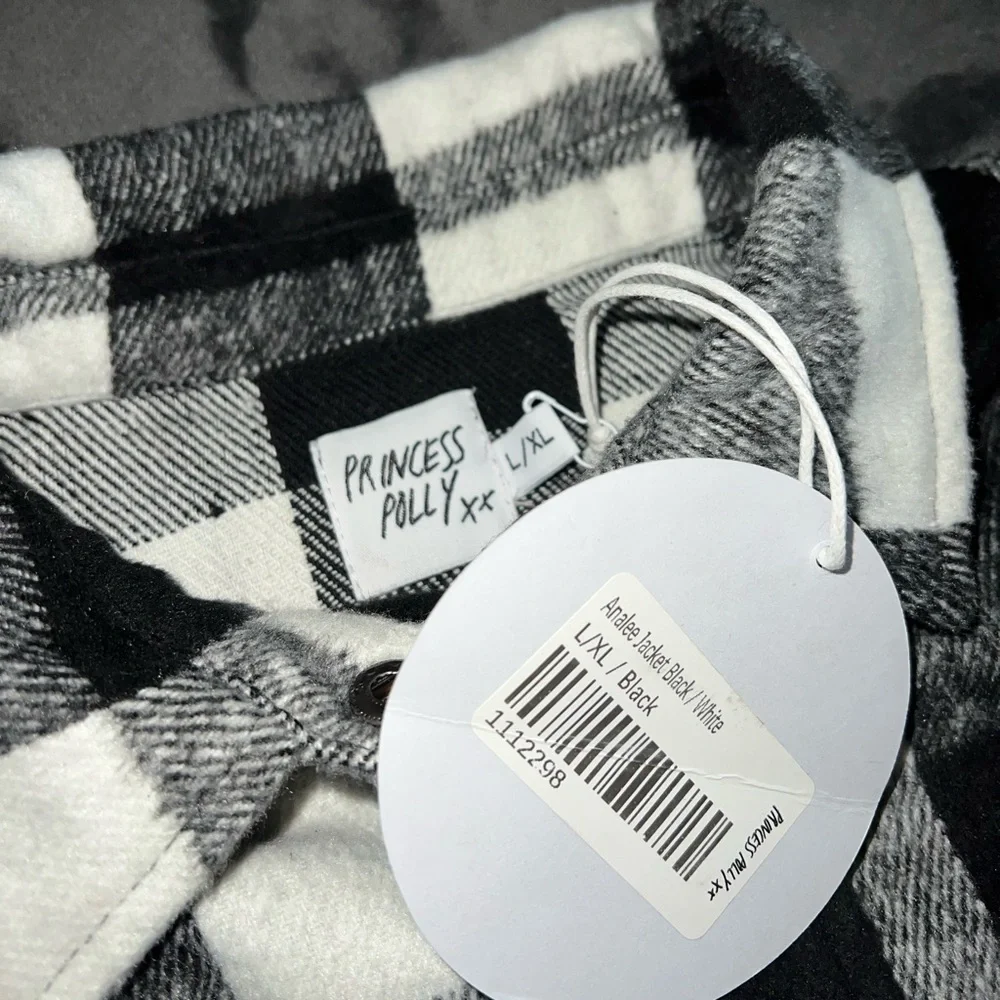 PRINCESS
POLLY xx
L/XL
Analee Jacket Black / White
L/XL / Black
1112298
PRINCESS POLLY xx